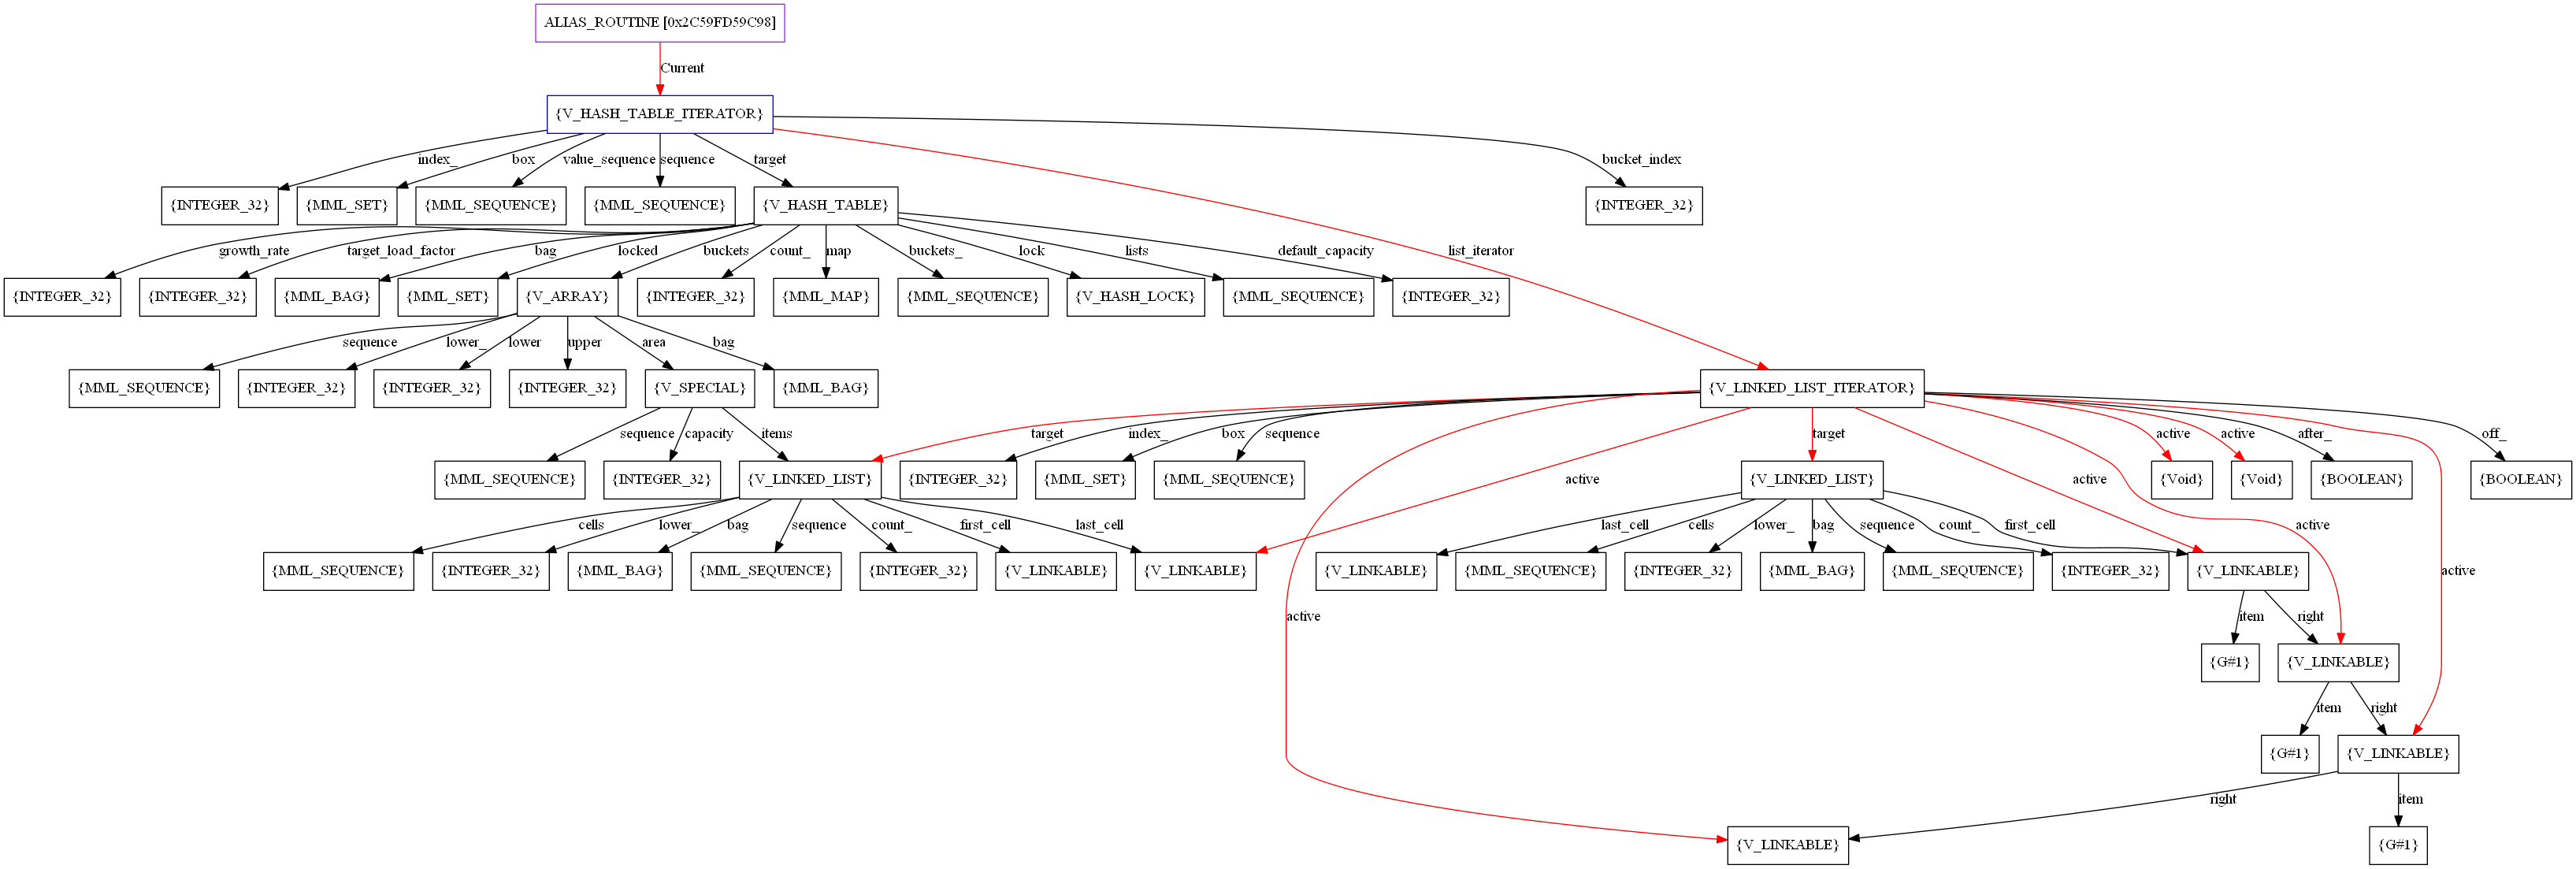 ALIAS_ROUTINE [0x2C59FD59C98]
Current
{V_HASH_TABLE_ITERATOR}
index_
box
value_sequence
sequence
target
bucket_index
{INTEGER_32}
{MML_SET}
{MML_SEQUENCE}
{MML_SEQUENCE}
{V_HASH_TABLE}
{INTEGER_32}
growth_rate
target_load_factor
bag
locked
buckets
count_
map
buckets_
lock
lists
default_capacity
list_iterator
{INTEGER_32}
{INTEGER_32}
{MML_BAG}
{MML_SET}
{V_ARRAY}
{INTEGER_32}
{MML_MAP}
{MML_SEQUENCE}
{V_HASH_LOCK}
{MML_SEQUENCE}
{INTEGER_32}
sequence
lower_
lower
upper
area
bag
{MML_SEQUENCE}
{INTEGER_32}
{INTEGER_32}
{INTEGER_32}
{V_SPECIAL}
{MML_BAG}
{V_LINKED_LIST_ITERATOR}
sequence
capacity
items
target
index_
box
sequence
target
active
active
after_
off_
{MML_SEQUENCE}
{INTEGER_32}
{V_LINKED_LIST}
{INTEGER_32}
{MML_SET}
{MML_SEQUENCE}
active
{V_LINKED_LIST}
active
{Void}
{Void}
{BOOLEAN}
{BOOLEAN}
cells
lower_
bag
sequence
count_
first_cell
last_cell
last_cell
cells
lower_
bag
sequence
count_
first_cell
active
{MML_SEQUENCE}
{INTEGER_32}
{MML_BAG}
{MML_SEQUENCE}
{INTEGER_32}
{V_LINKABLE}
{V_LINKABLE}
{V_LINKABLE}
{MML_SEQUENCE}
{INTEGER_32}
{MML_BAG}
{MML_SEQUENCE}
{INTEGER_32}
{V_LINKABLE}
active
active
item
right
{G#1}
{V_LINKABLE}
item
right
{G#1}
{V_LINKABLE}
right
item
{V_LINKABLE}
{G#1}